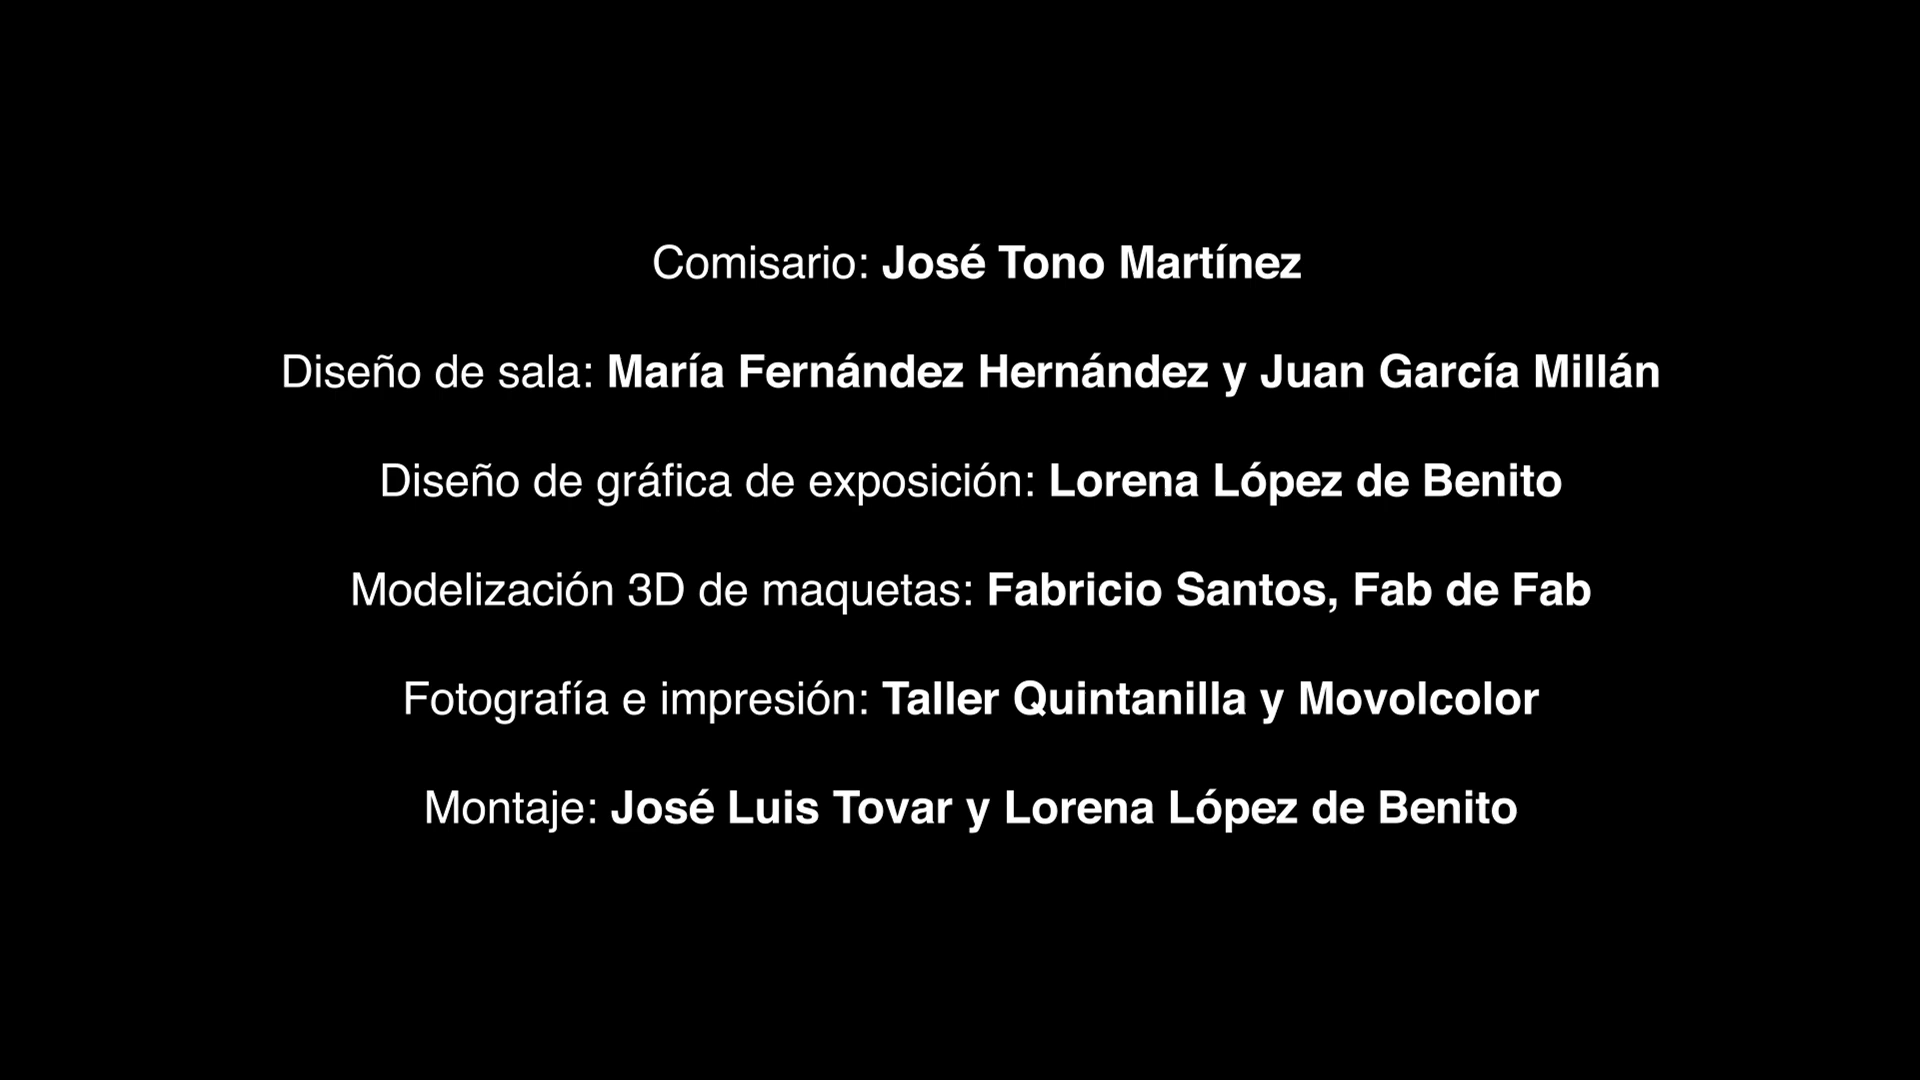 Comisario: José Tono Martínez
Diseño de sala: María Fernández Hernández y Juan García Millán
Diseño de gráfica de exposición: Lorena López de Benito
Modelización 3D de maquetas: Fabricio Santos, Fab de Fab
Fotografía e impresión: Taller Quintanilla y Movolcolor
Montaje: José Luis Tovar y Lorena López de Benito